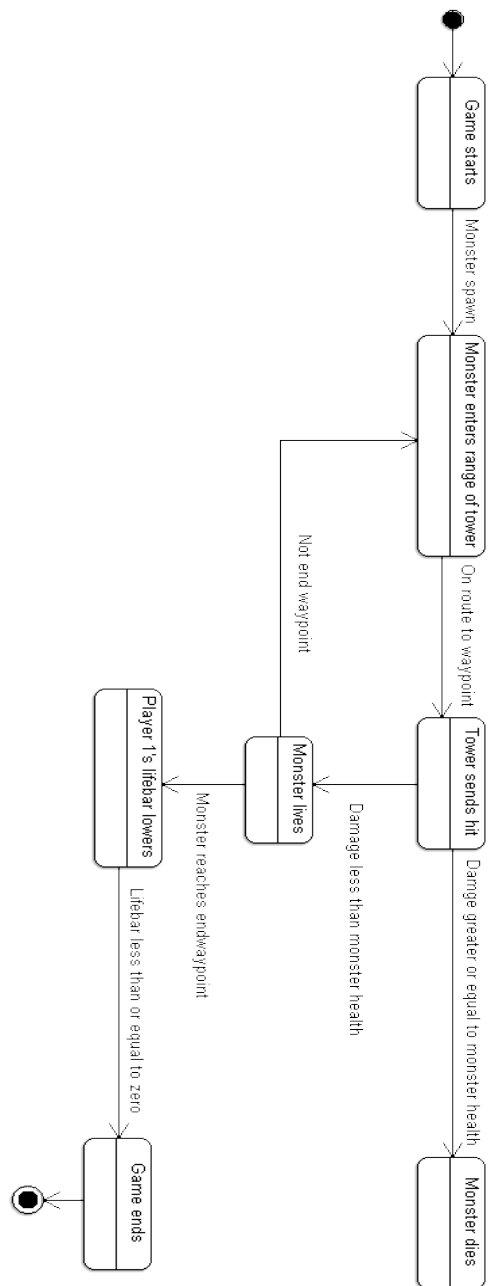 Game starts
Monster spawn
Monster enters range of tower
On route to waypoint
Tower sends hit
Damge greater or equal to monster health
Monster dies
Not end waypoint
Damage less than monster health
Monster lives
Monster reaches endwaypoint
Player 1's lifebar lowers
Lifebar less than or equal to zero
Game ends